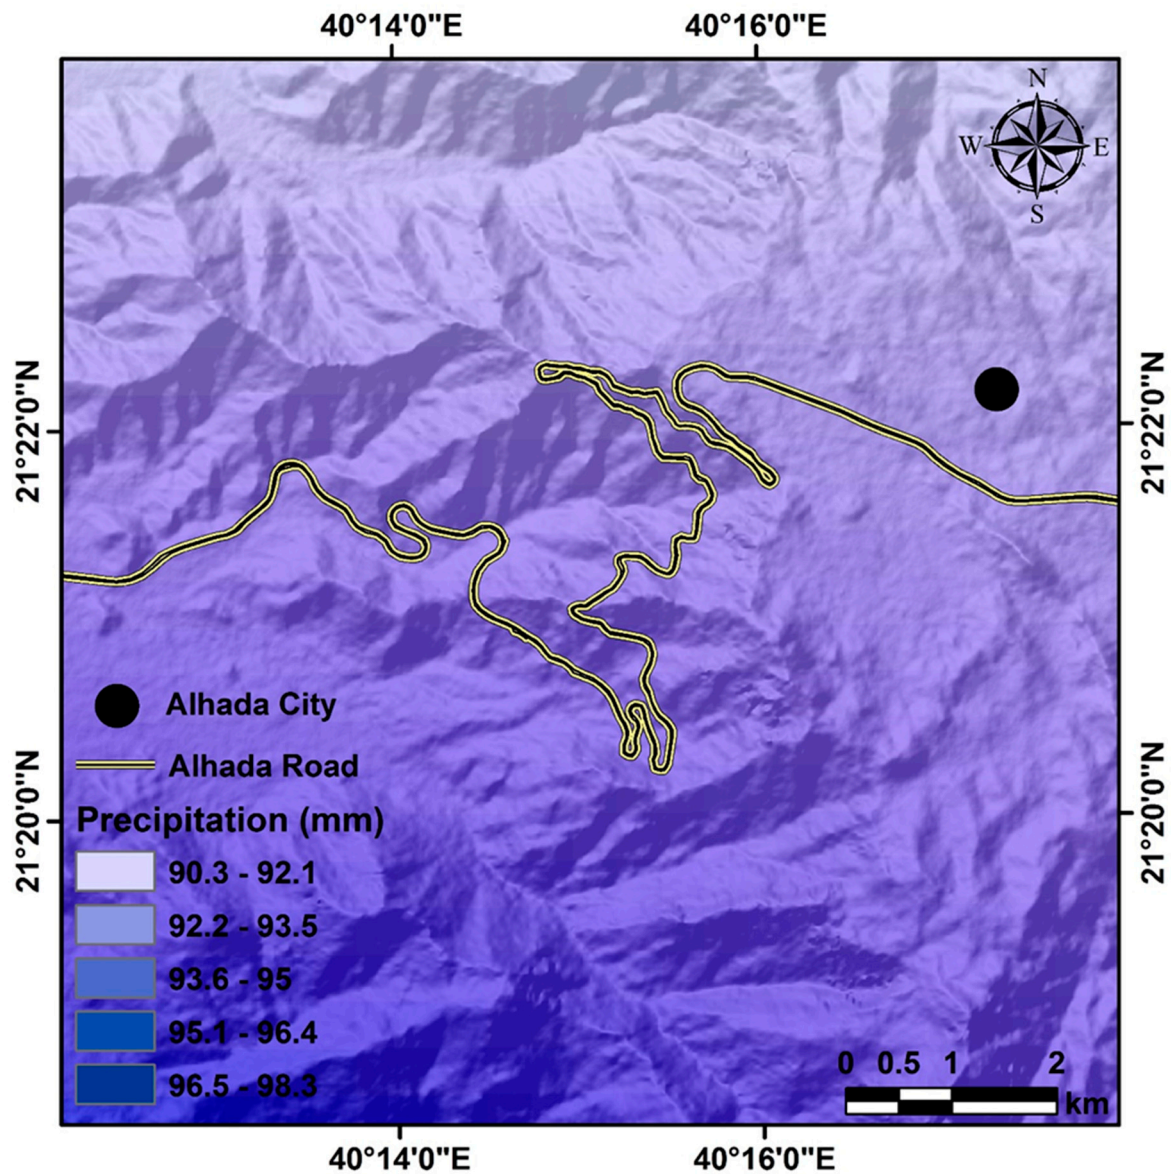 40°14'0"E
40°16'0"E
N
W
E
S
21°22'0"N
21°22'0"N
Alhada City
Alhada Road
21°20'0"N
21°20'0"N
Precipitation (mm)
90.3 - 92.1
92.2 - 93.5
93.6 - 95
95.1 - 96.4
96.5 - 98.3
0 0.5 1 2
km
40°14'0"E
40°16'0"E